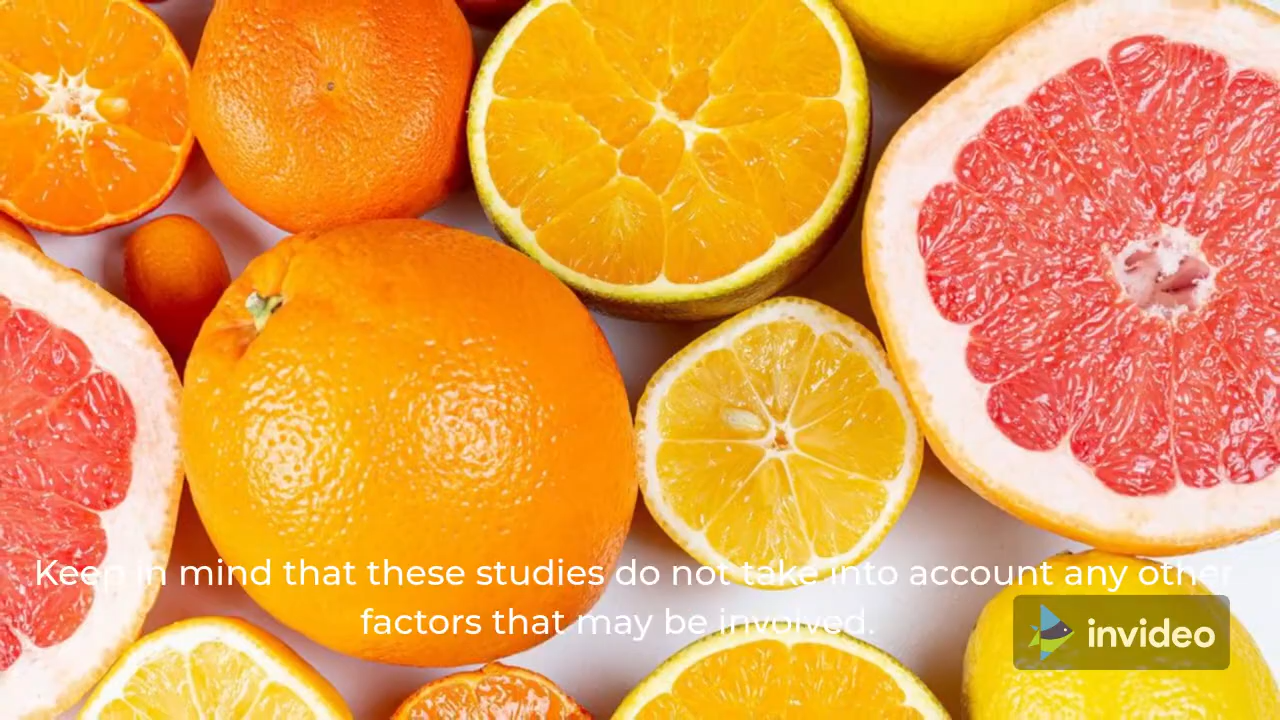 Keep in mind that these studies do not take into account any other
factors that may be involved.
invideo